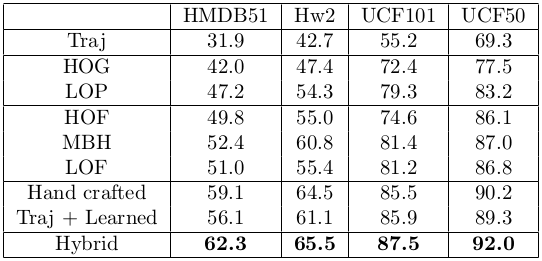 HMDB51 Hw2 UCF101 UCF50
Traj 31.9 42.7 55.2 69.3
HOG 42.0 47.4 72.4 77.5
LOP 47.2 54.3 79.3 83.2
HOF 49.8 55.0 74.6 86.1
MBH 52.4 60.8 81.4 87.0
LOF 51.0 55.4 81.2 86.8
Hand crafted 59.1 64.5 85.5 90.2
Traj + Learned 56.1 61.1 85.9 89.3
Hybrid 62.3 65.5 87.5 92.0